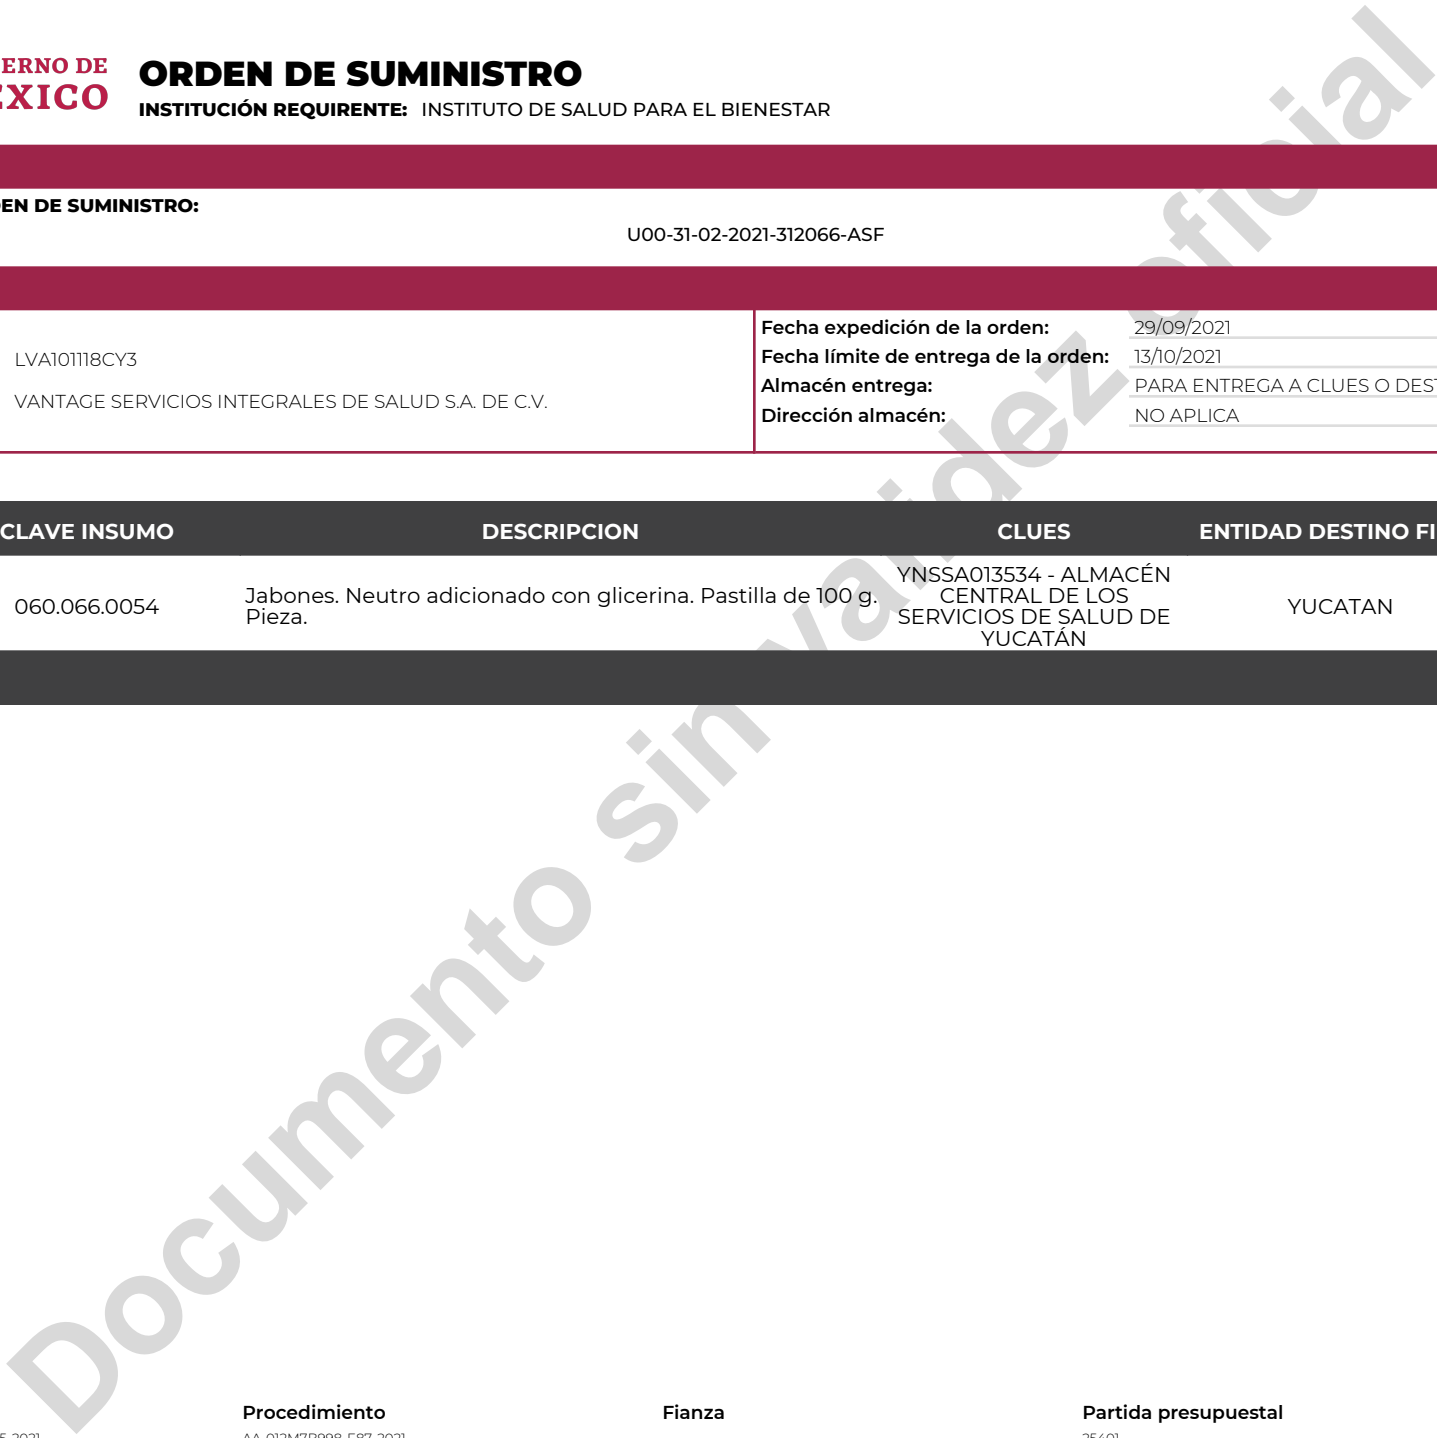 ERNO DE
EXICO
ORDEN DE SUMINISTRO
INSTITUCIÓN REQUIRENTE: INSTITUTO DE SALUD PARA EL BIENESTAR
EN DE SUMINISTRO:
U00-31-02-2021-312066-ASF
LVA101118CY3
VANTAGE SERVICIOS INTEGRALES DE SALUD S.A. DE C.V.
Fecha expedición de la orden: 29/09/2021
Fecha límite de entrega de la orden: 13/10/2021
Almacén entrega: PARA ENTREGA A CLUES O DEST
Dirección almacén: NO APLICA
CLAVE INSUMO DESCRIPCION CLUES ENTIDAD DESTINO FI
060.066.0054
Jabones. Neutro adicionado con glicerina. Pastilla de 100 g.
Pieza.
YNSSA013534 - ALMACÉN
CENTRAL DE LOS
SERVICIOS DE SALUD DE
YUCATÁN
YUCATAN
Documento sin validez oficial
Procedimiento Fianza Partida presupuestal